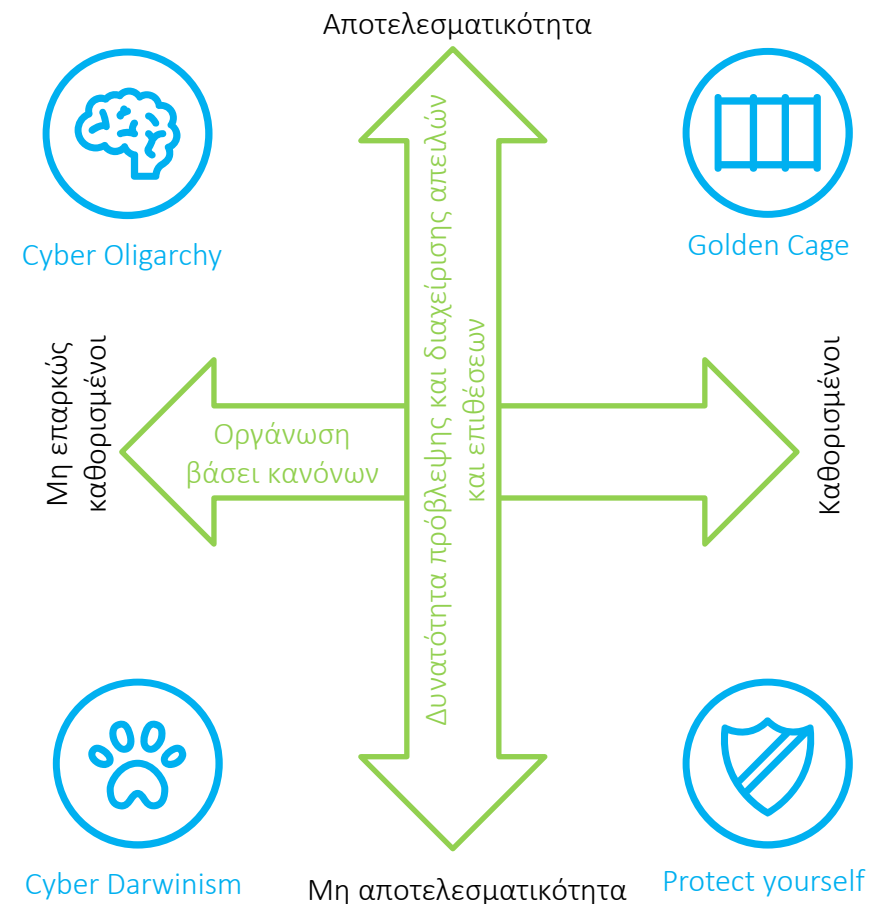 Αποτελεσματικότητα
Cyber Oligarchy
Golden Cage
Δυνατότητα πρόβλεψης και διαχείρισης απειλών
και επιθέσεων
Μη επαρκώς
καθορισμένοι
Οργάνωση
βάσει κανόνων
Καθορισμένοι
Cyber Darwinism
Μη αποτελεσματικότητα
Protect yourself